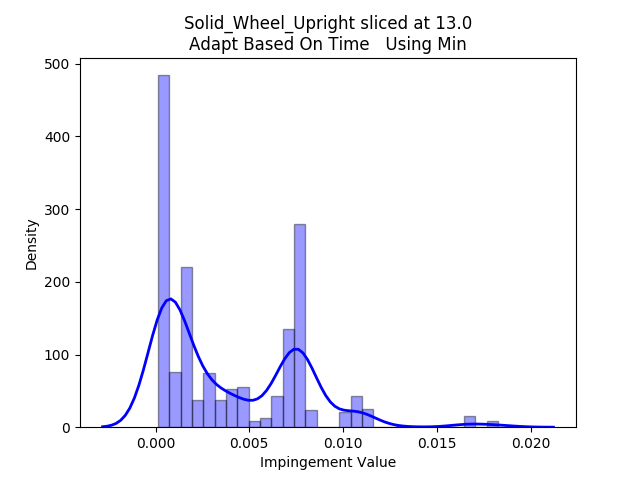 Solid_Wheel_Upright sliced at 13.0
Adapt Based On Time   Using Min
500
400
300
200
100
0
Density
0.000 0.005 0.010 0.015 0.020
Impingement Value